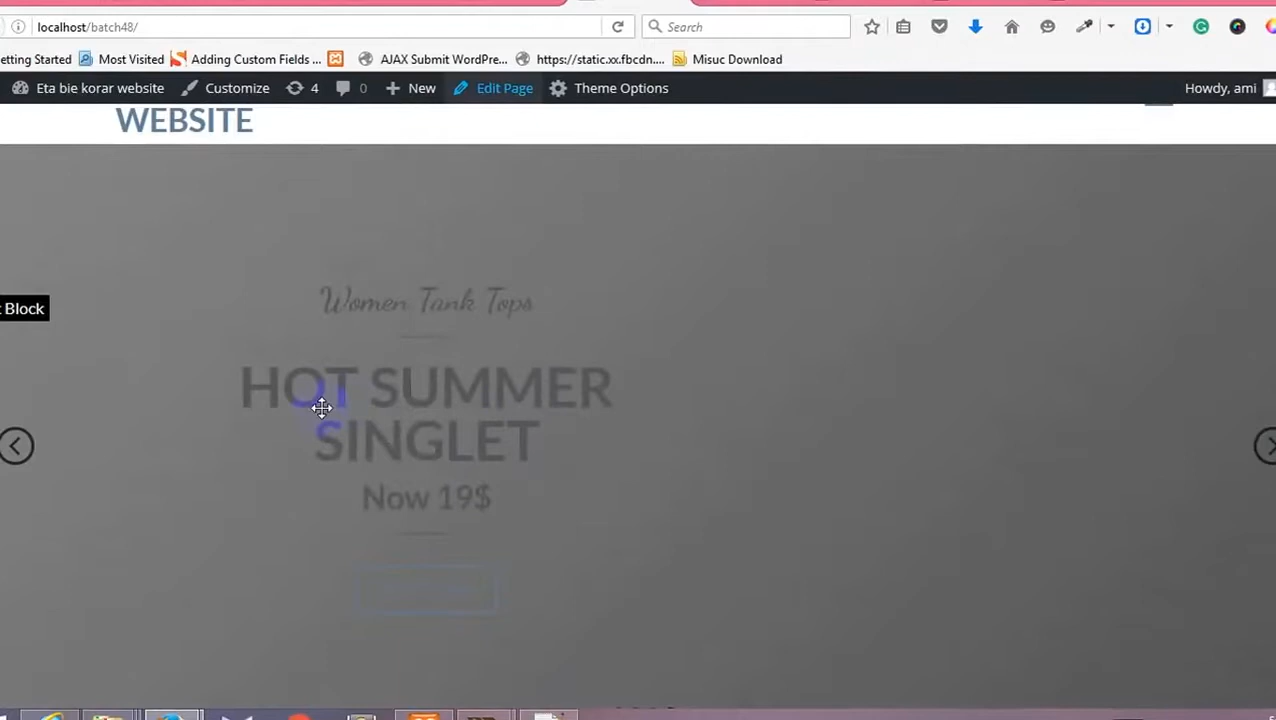 localhost/batch48/
Search
etting Started Most Visited Adding Custom Fields ... AJAX Submit WordPre... https://static.xx.fbcdn.... Misuc Download
Eta bie korar website Customize 4 0 New Edit Page Theme Options Howdy, ami
WEBSITE
Women Tank Tops
Block
HOT SUMMER
SINGLET
Now 19$